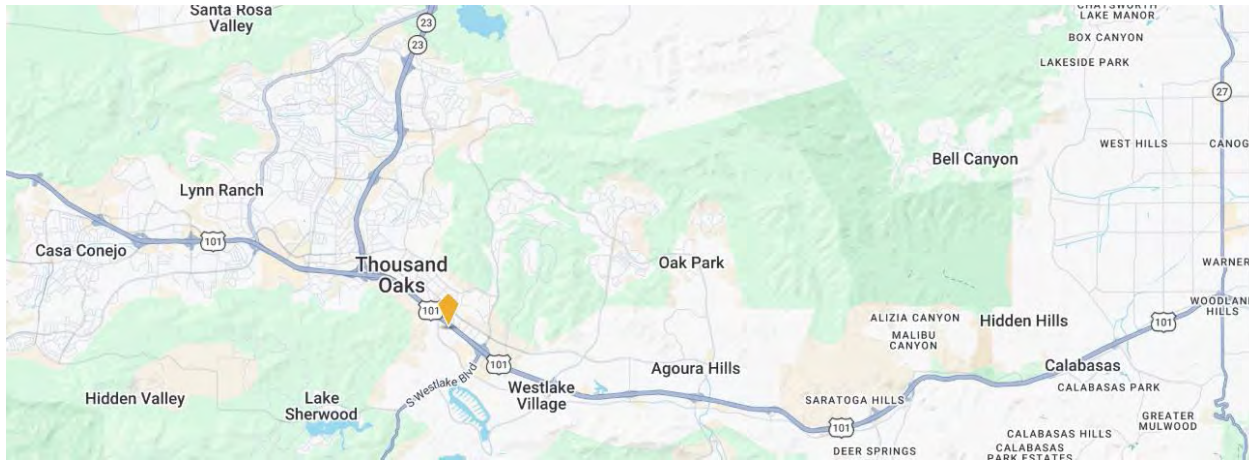 Santa Rosa
Valley
23
23
CHATSWORTH
LAKE MANOR
BOX CANYON
LAKESIDE PARK
27
WEST HILLS
CANOG
Bell Canyon
Lynn Ranch
Casa Conejo
101
Thousand
Oaks
101
Oak Park
WARNER
WOODLAND
HILLS
ALIZIA CANYON
MALIBU
CANYON
Hidden Hills
101
101
S Westlake Blvd
Westlake
Village
Agoura Hills
Calabasas
CALABASAS PARK
Hidden Valley
Lake
Sherwood
SARATOGA HILLS
101
GREATER
MULWOOD
CALABASAS HILLS
DEER SPRINGS
CALABASAS
PARK ESTATES